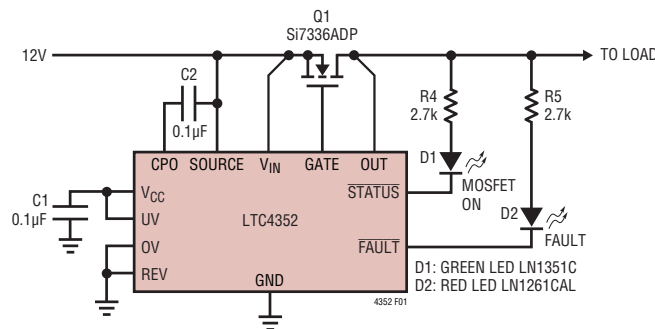 Q1
Si7336ADP
12V
TO LOAD
C2
0.1µF
R4
2.7k
R5
2.7k
CPO
SOURCE
VIN
GATE
OUT
D1
MOSFET
ON
C1
0.1µF
VCC
UV
LTC4352
STATUS
D2
FAULT
OV
FAULT
REV
GND
D1: GREEN LED LN1351C
D2: RED LED LN1261CAL
4352 F01